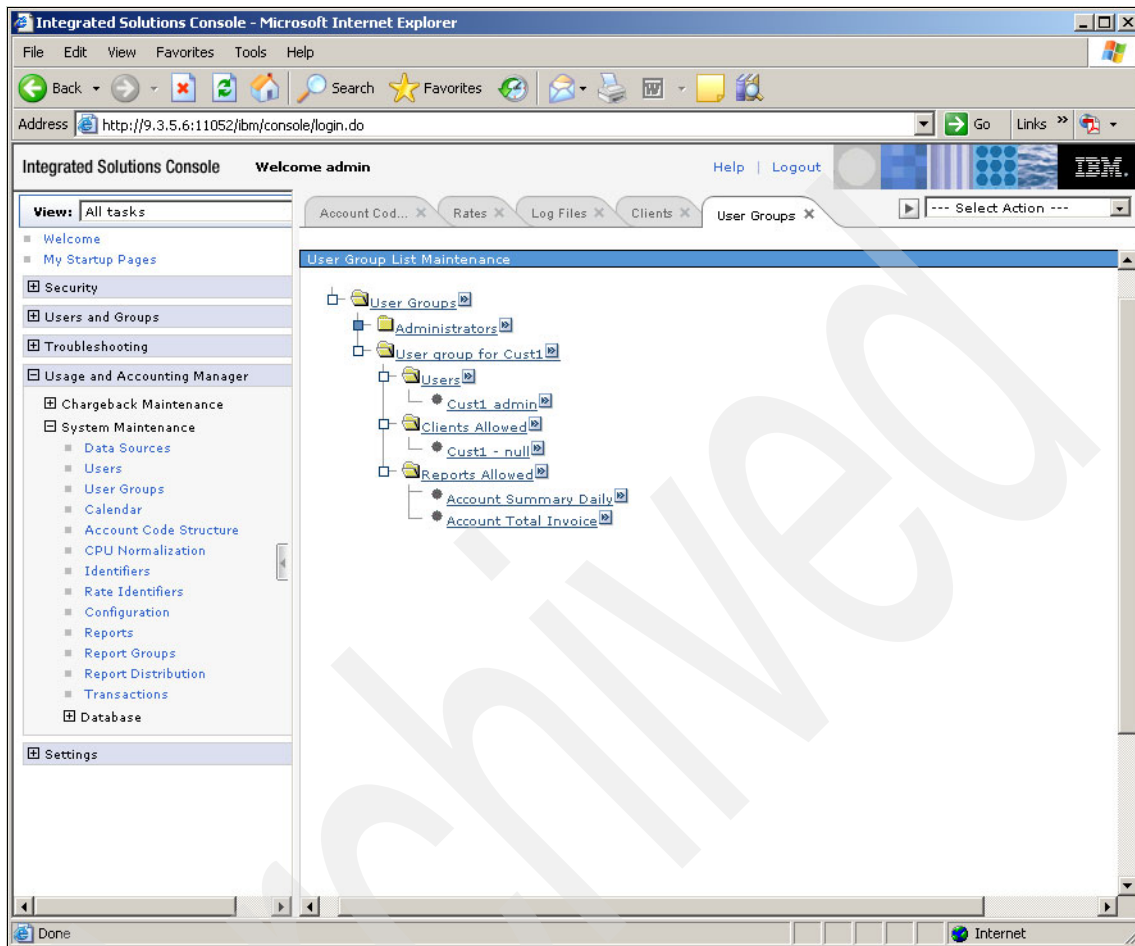 Integrated Solutions Console - Microsoft Internet Explorer
File Edit View Favorites Tools Help
Back Search Favorites
Address http://9.3.5.6:11052/ibm/console/login.do Go Links »
Integrated Solutions Console Welcome admin Help | Logout IBM.
View: All tasks
Account Cod... Rates Log Files Clients User Groups --- Select Action ---
Welcome
My Startup Pages
Security
Users and Groups
Troubleshooting
Usage and Accounting Manager
Chargeback Maintenance
System Maintenance
Data Sources
Users
User Groups
Calendar
Account Code Structure
CPU Normalization
Identifiers
Rate Identifiers
Configuration
Reports
Report Groups
Report Distribution
Transactions
Database
Settings
User Group List Maintenance
User Groups
Administrators
User group for Cust1
Users
Cust1 admin
Clients Allowed
Cust1 - null
Reports Allowed
Account Summary Daily
Account Total Invoice
Done Internet
rchived